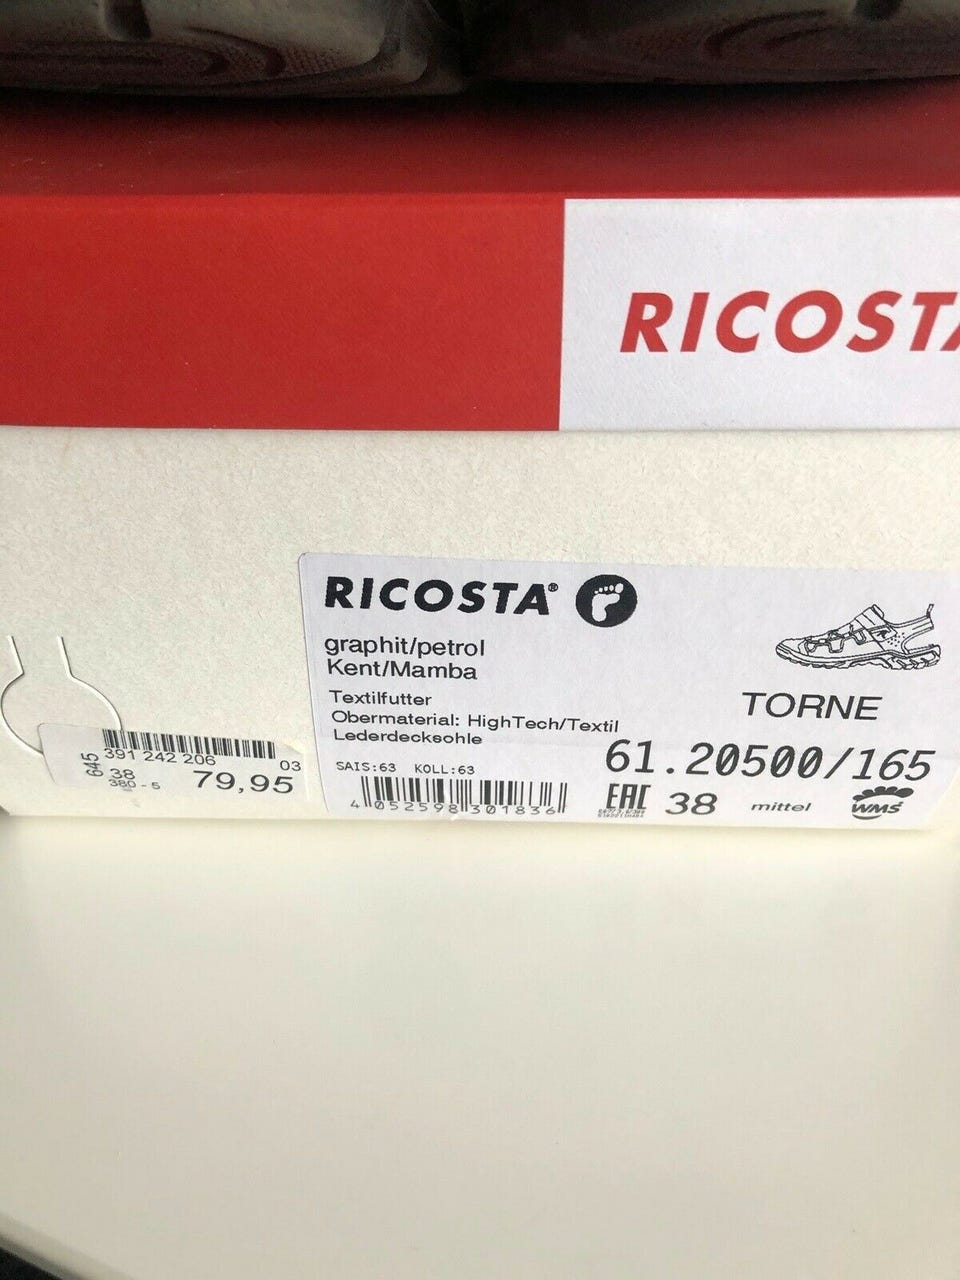 RICOSTA
RICOSTA®
graphit/petrol
Kent/Mamba
TORNE
Textilfutter
Obermaterial: HighTech/Textil
Lederdecksohle
61.20500/165
SAIS:63 KOLL:63
4 052598 301836
EAC 38 mittel WMS
645
391 242 206
03
38
380 - 5
79,95